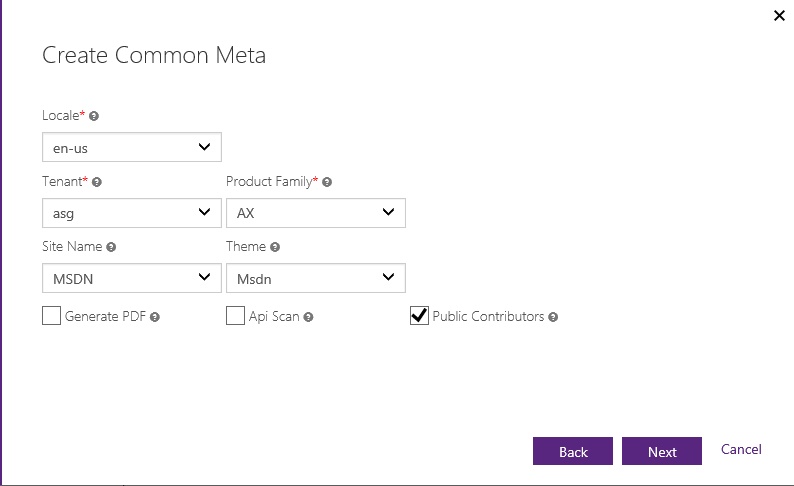 Create Common Meta
Locale*
en-us
Tenant* Product Family*
asg AX
Site Name Theme
MSDN Msdn
Generate PDF Api Scan Public Contributors
Back Next Cancel